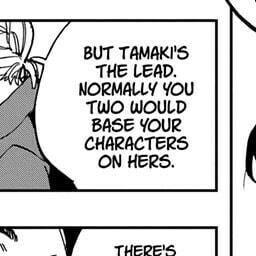 BUT TAMAKI'S
THE LEAD.
NORMALLY YOU
TWO WOULD
BASE YOUR
CHARACTERS
ON HERS.
THERE'S